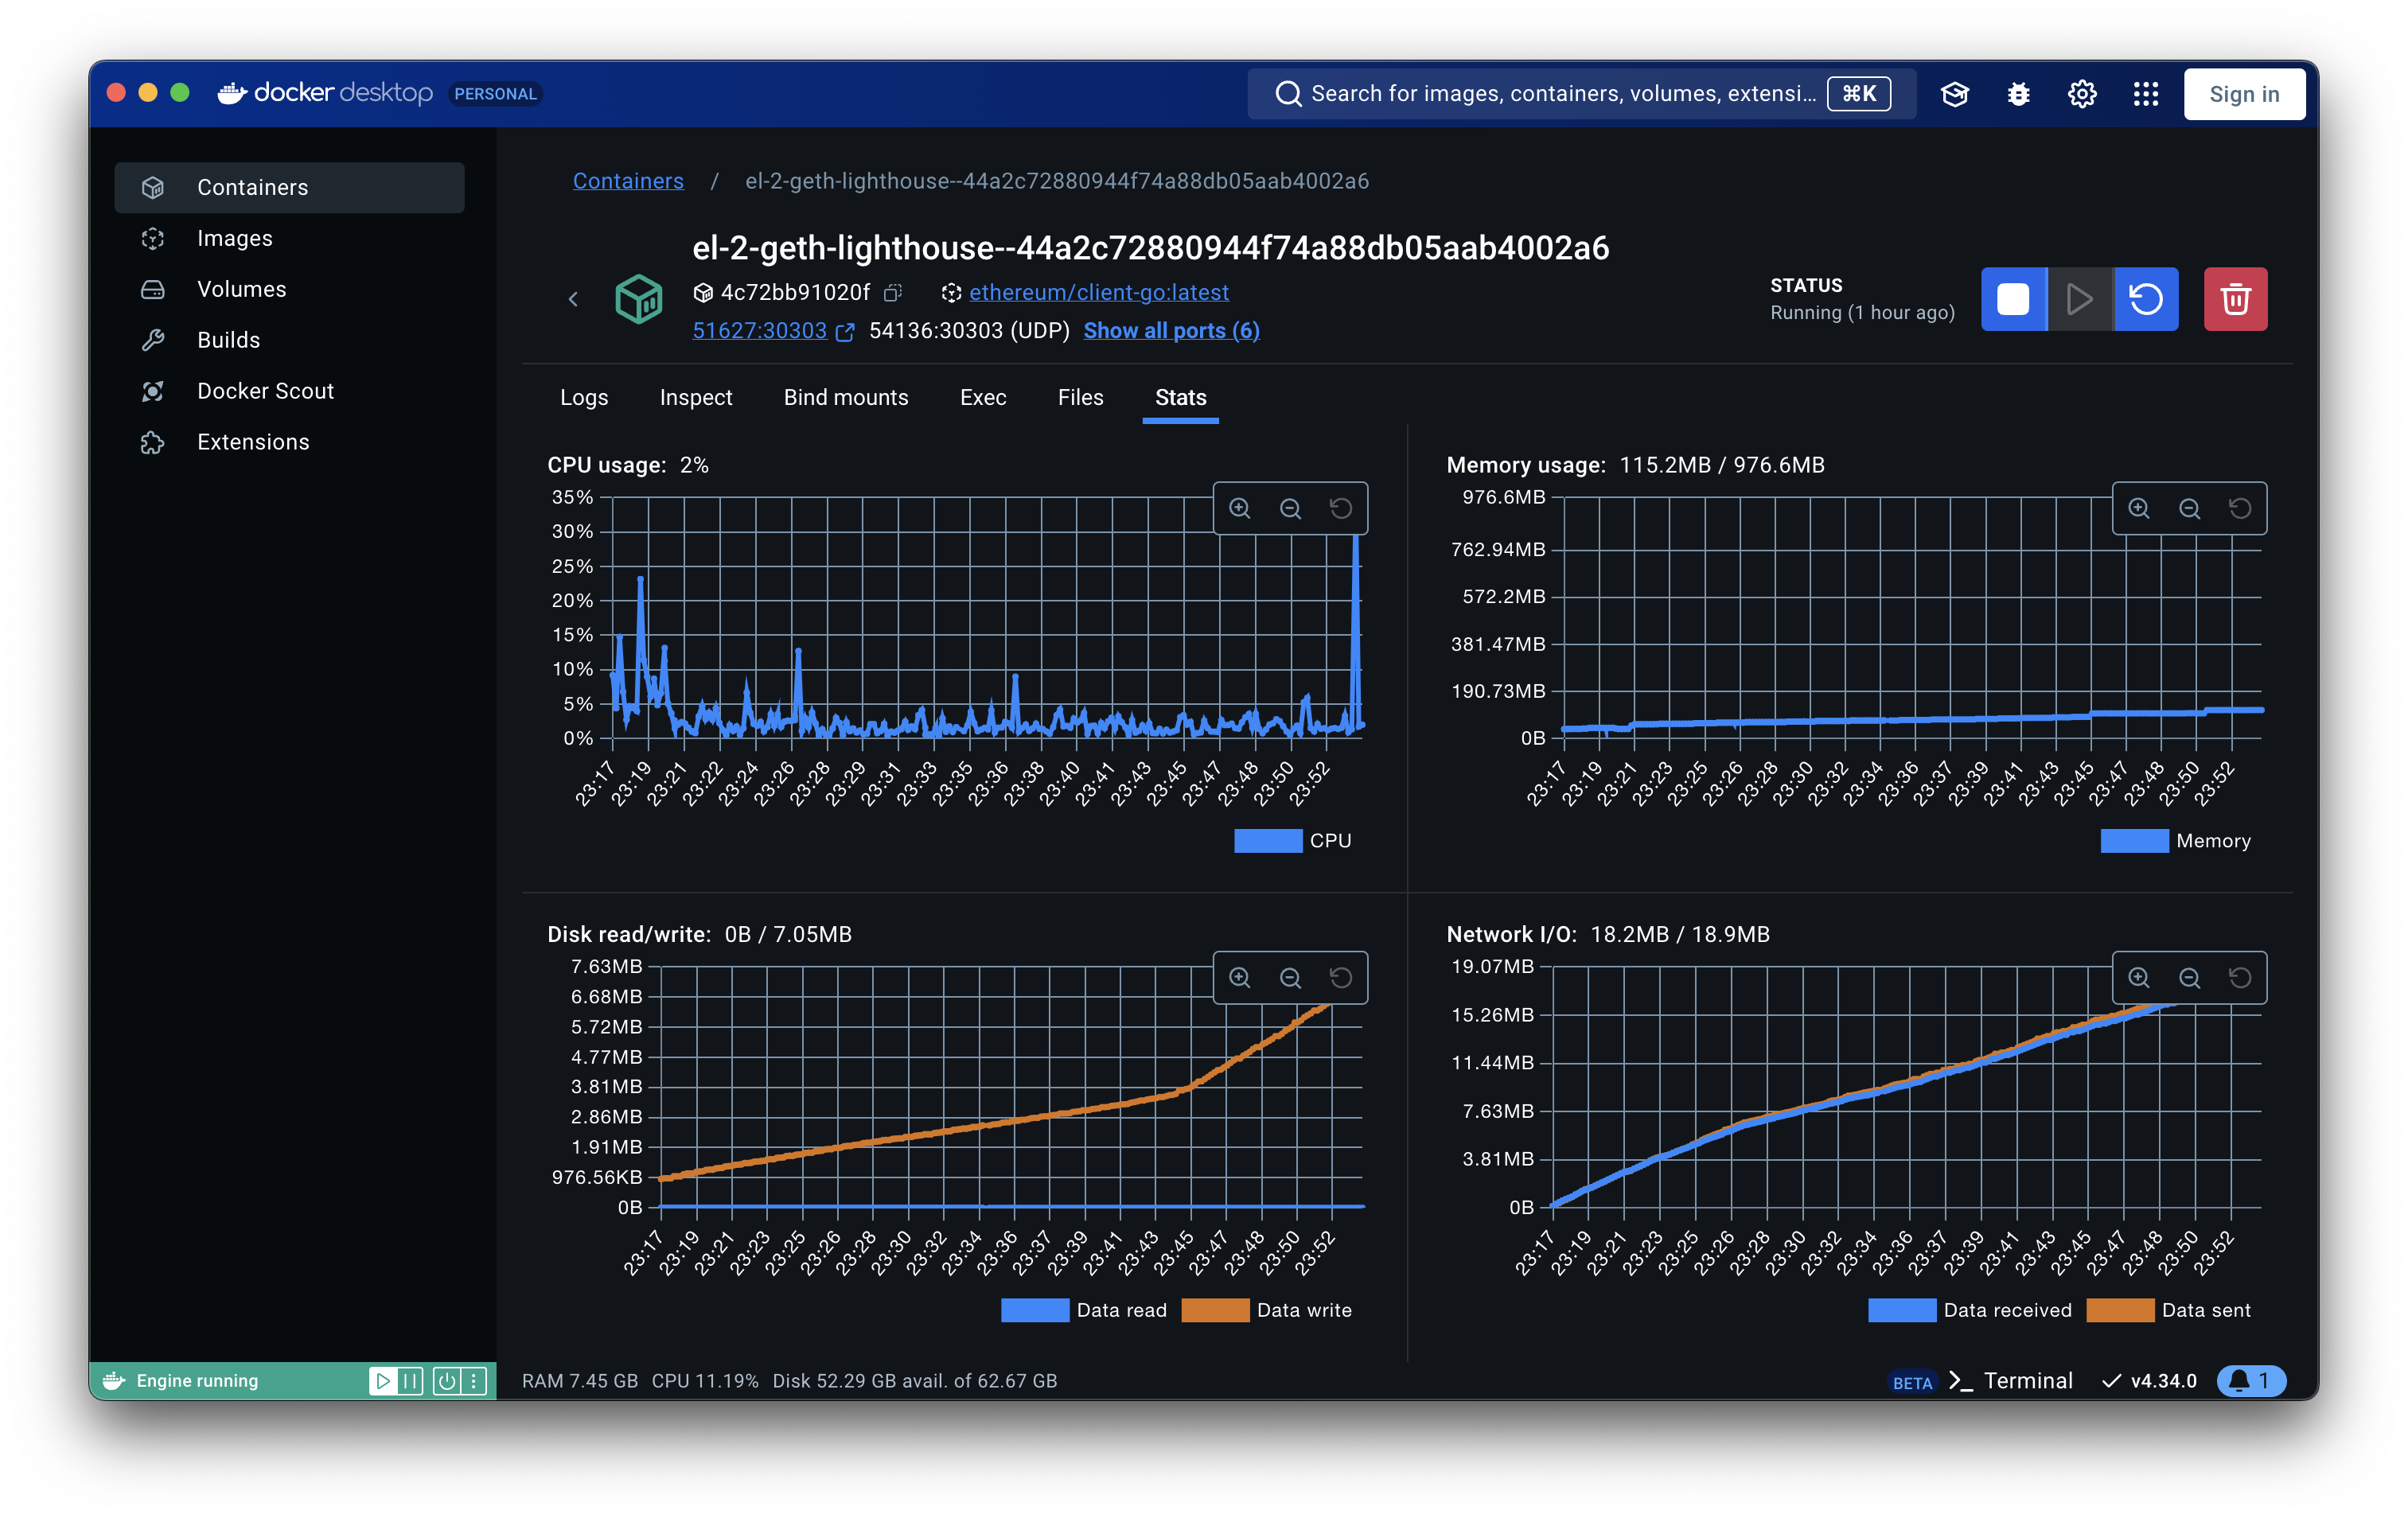 docker desktop PERSONAL
Search for images, containers, volumes, extensi... ⌘K
Sign in
Containers
Images
Volumes
Builds
Docker Scout
Extensions
Containers / el-2-geth-lighthouse--44a2c72880944f74a88db05aab4002a6
el-2-geth-lighthouse--44a2c72880944f74a88db05aab4002a6
4c72bb91020f ethereum/client-go:latest
51627:30303 54136:30303 (UDP) Show all ports (6)
STATUS
Running (1 hour ago)
Logs Inspect Bind mounts Exec Files Stats
CPU usage: 2%
35%
30%
25%
20%
15%
10%
5%
0%
23:17 23:19 23:21 23:22 23:24 23:26 23:28 23:29 23:31 23:33 23:35 23:36 23:38 23:40 23:41 23:43 23:45 23:47 23:48 23:50 23:52
CPU
Memory usage: 115.2MB / 976.6MB
976.6MB
762.94MB
572.2MB
381.47MB
190.73MB
0B
23:17 23:19 23:21 23:23 23:25 23:26 23:28 23:30 23:32 23:34 23:36 23:37 23:39 23:41 23:43 23:45 23:47 23:48 23:50 23:52
Memory
Disk read/write: 0B / 7.05MB
7.63MB
6.68MB
5.72MB
4.77MB
3.81MB
2.86MB
1.91MB
976.56KB
0B
23:17 23:19 23:21 23:23 23:25 23:26 23:28 23:30 23:32 23:34 23:36 23:37 23:39 23:41 23:43 23:45 23:47 23:48 23:50 23:52
Data read Data write
Network I/O: 18.2MB / 18.9MB
19.07MB
15.26MB
11.44MB
7.63MB
3.81MB
0B
23:17 23:19 23:21 23:23 23:25 23:26 23:28 23:30 23:32 23:34 23:36 23:37 23:39 23:41 23:43 23:45 23:47 23:48 23:50 23:52
Data received Data sent
Engine running
RAM 7.45 GB CPU 11.19% Disk 52.29 GB avail. of 62.67 GB
BETA >_ Terminal v4.34.0 1